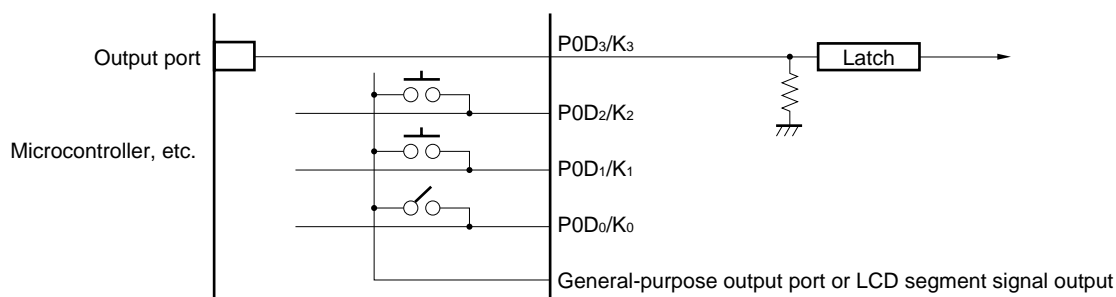 P0D3/K3
Output port
Latch
P0D2/K2
Microcontroller, etc.
P0D1/K1
P0D0/K0
General-purpose output port or LCD segment signal output